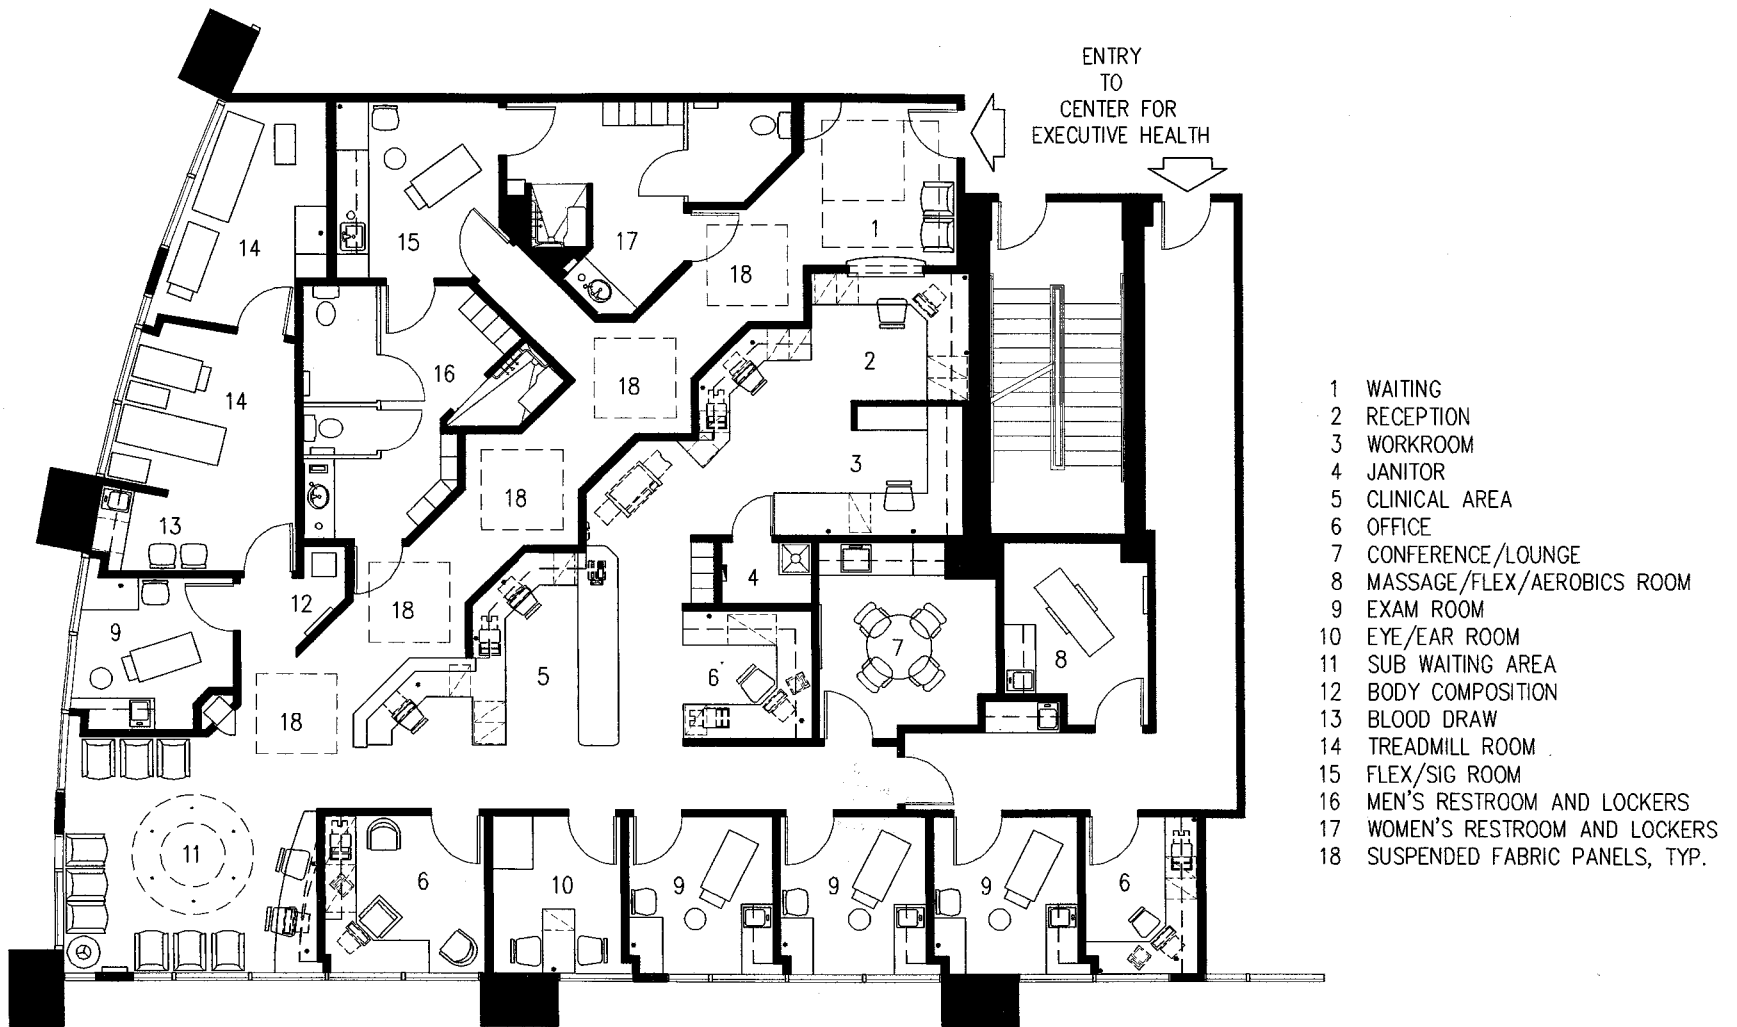 ENTRY
TO
CENTER FOR
EXECUTIVE HEALTH
1
17
18
14
15
2
18
16
14
3
18
13
4
12
18
7
8
9
5
6
18
11
6
10
9
9
9
6
1 WAITING
2 RECEPTION
3 WORKROOM
4 JANITOR
5 CLINICAL AREA
6 OFFICE
7 CONFERENCE/LOUNGE
8 MASSAGE/FLEX/AEROBICS ROOM
9 EXAM ROOM
10 EYE/EAR ROOM
11 SUB WAITING AREA
12 BODY COMPOSITION
13 BLOOD DRAW
14 TREADMILL ROOM
15 FLEX/SIG ROOM
16 MEN'S RESTROOM AND LOCKERS
17 WOMEN'S RESTROOM AND LOCKERS
18 SUSPENDED FABRIC PANELS, TYP.